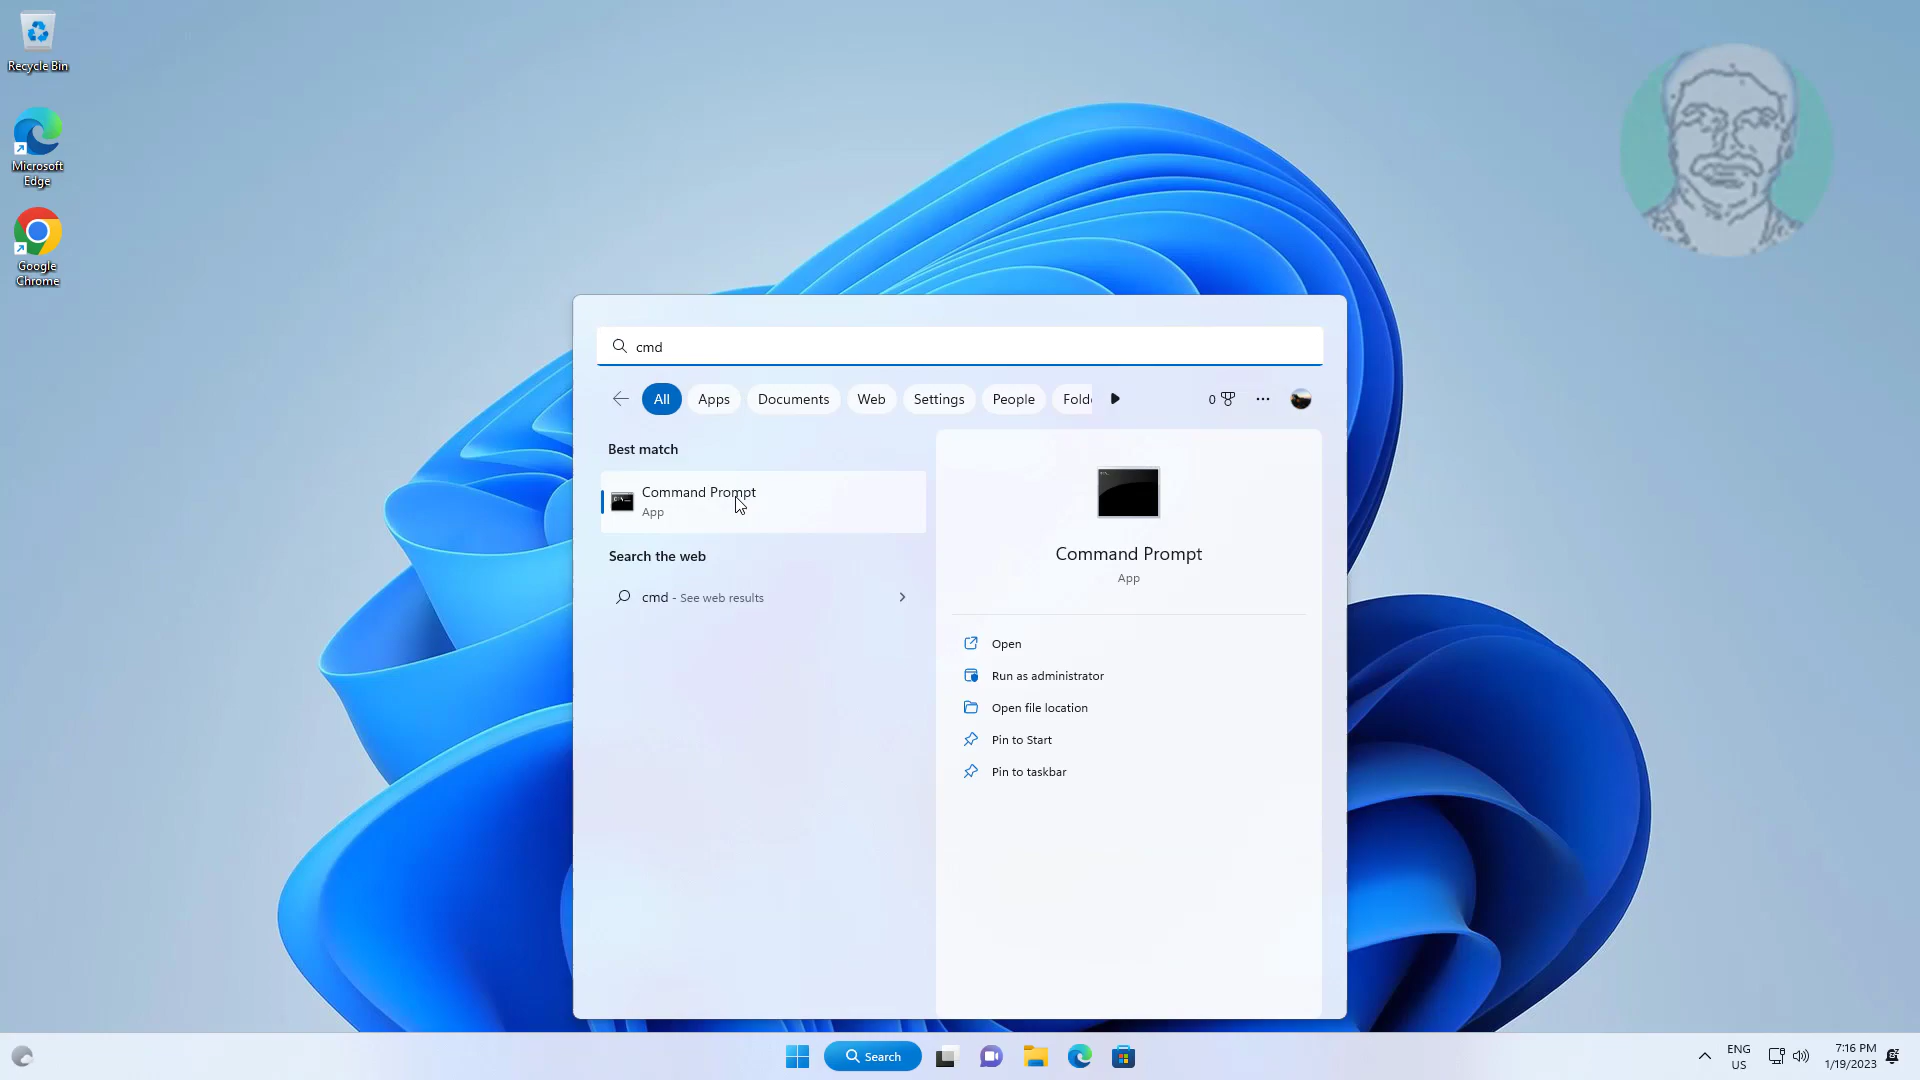 Recycle Bin
Microsoft
Edge
Google
Chrome
cmd
All
Apps
Documents
Web
Settings
People
Fold
0
Best match
Command Prompt
App
Search the web
cmd - See web results
Command Prompt
App
Open
Run as administrator
Open file location
Pin to Start
Pin to taskbar
Search
ENG
US
7:16 PM
1/19/2023